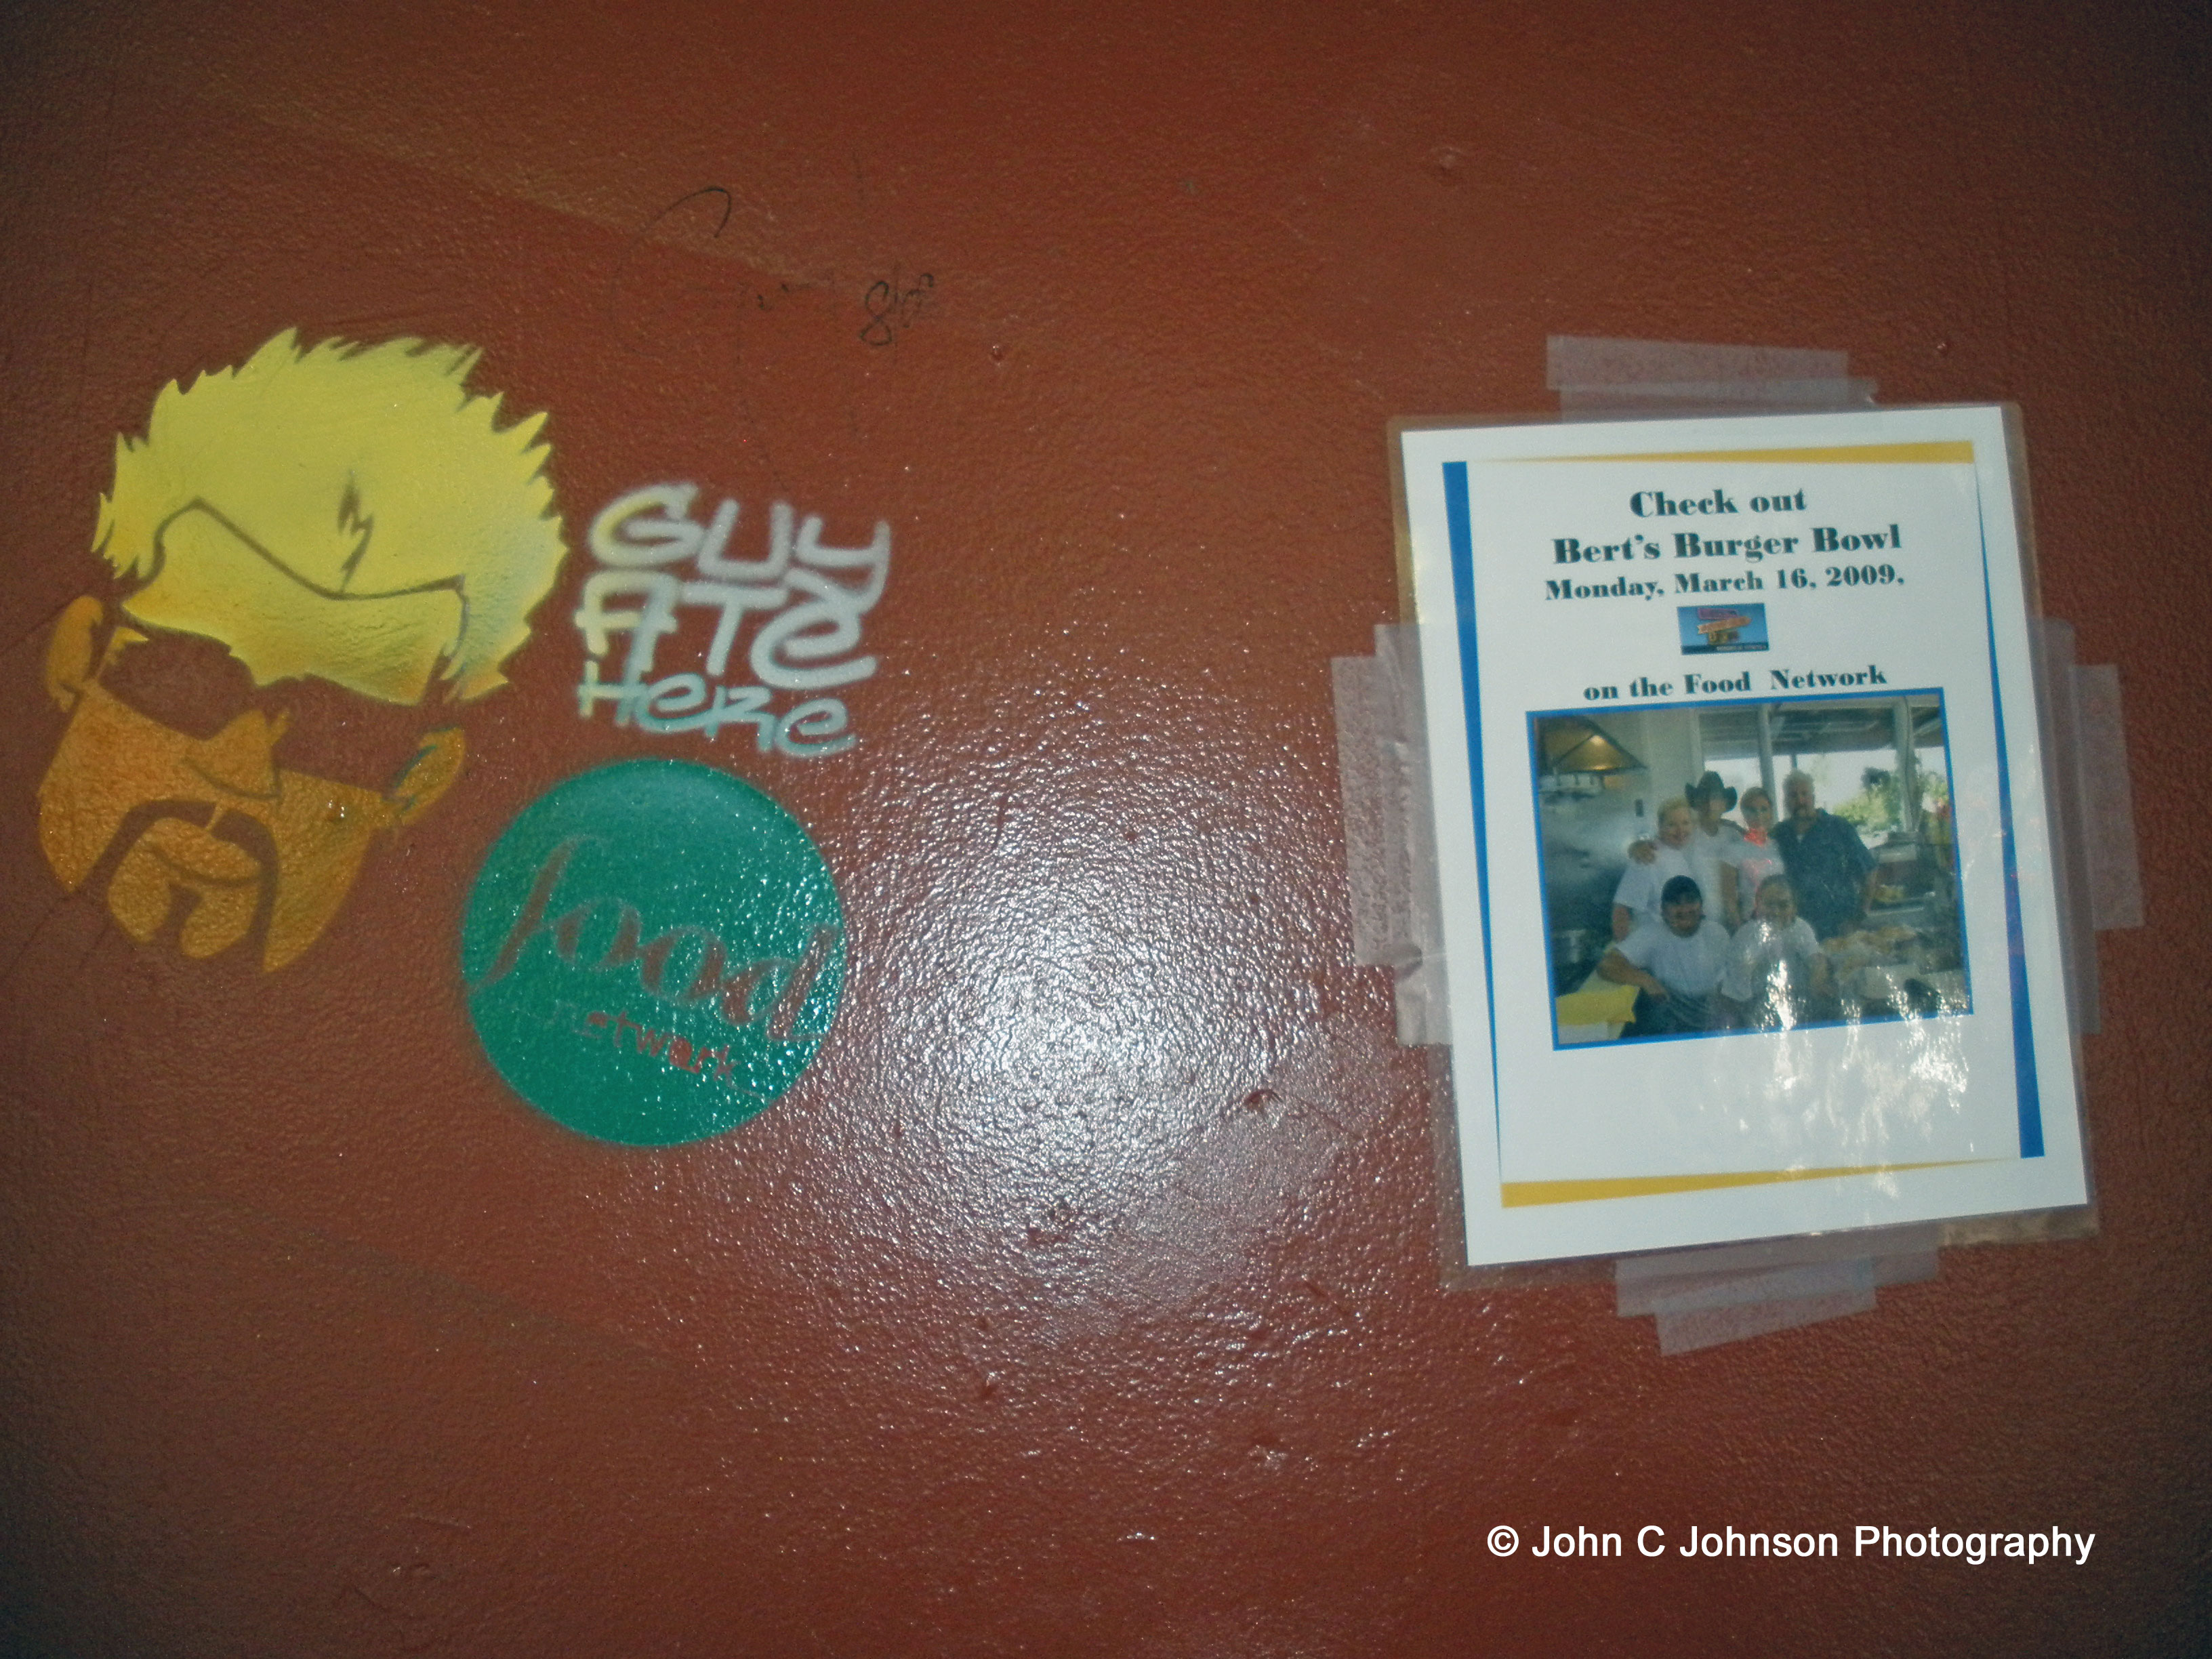 GUY
ATE
HERE
food
network
Check out
Bert's Burger Bowl
Monday, March 16, 2009,
on the Food Network
© John C Johnson Photography